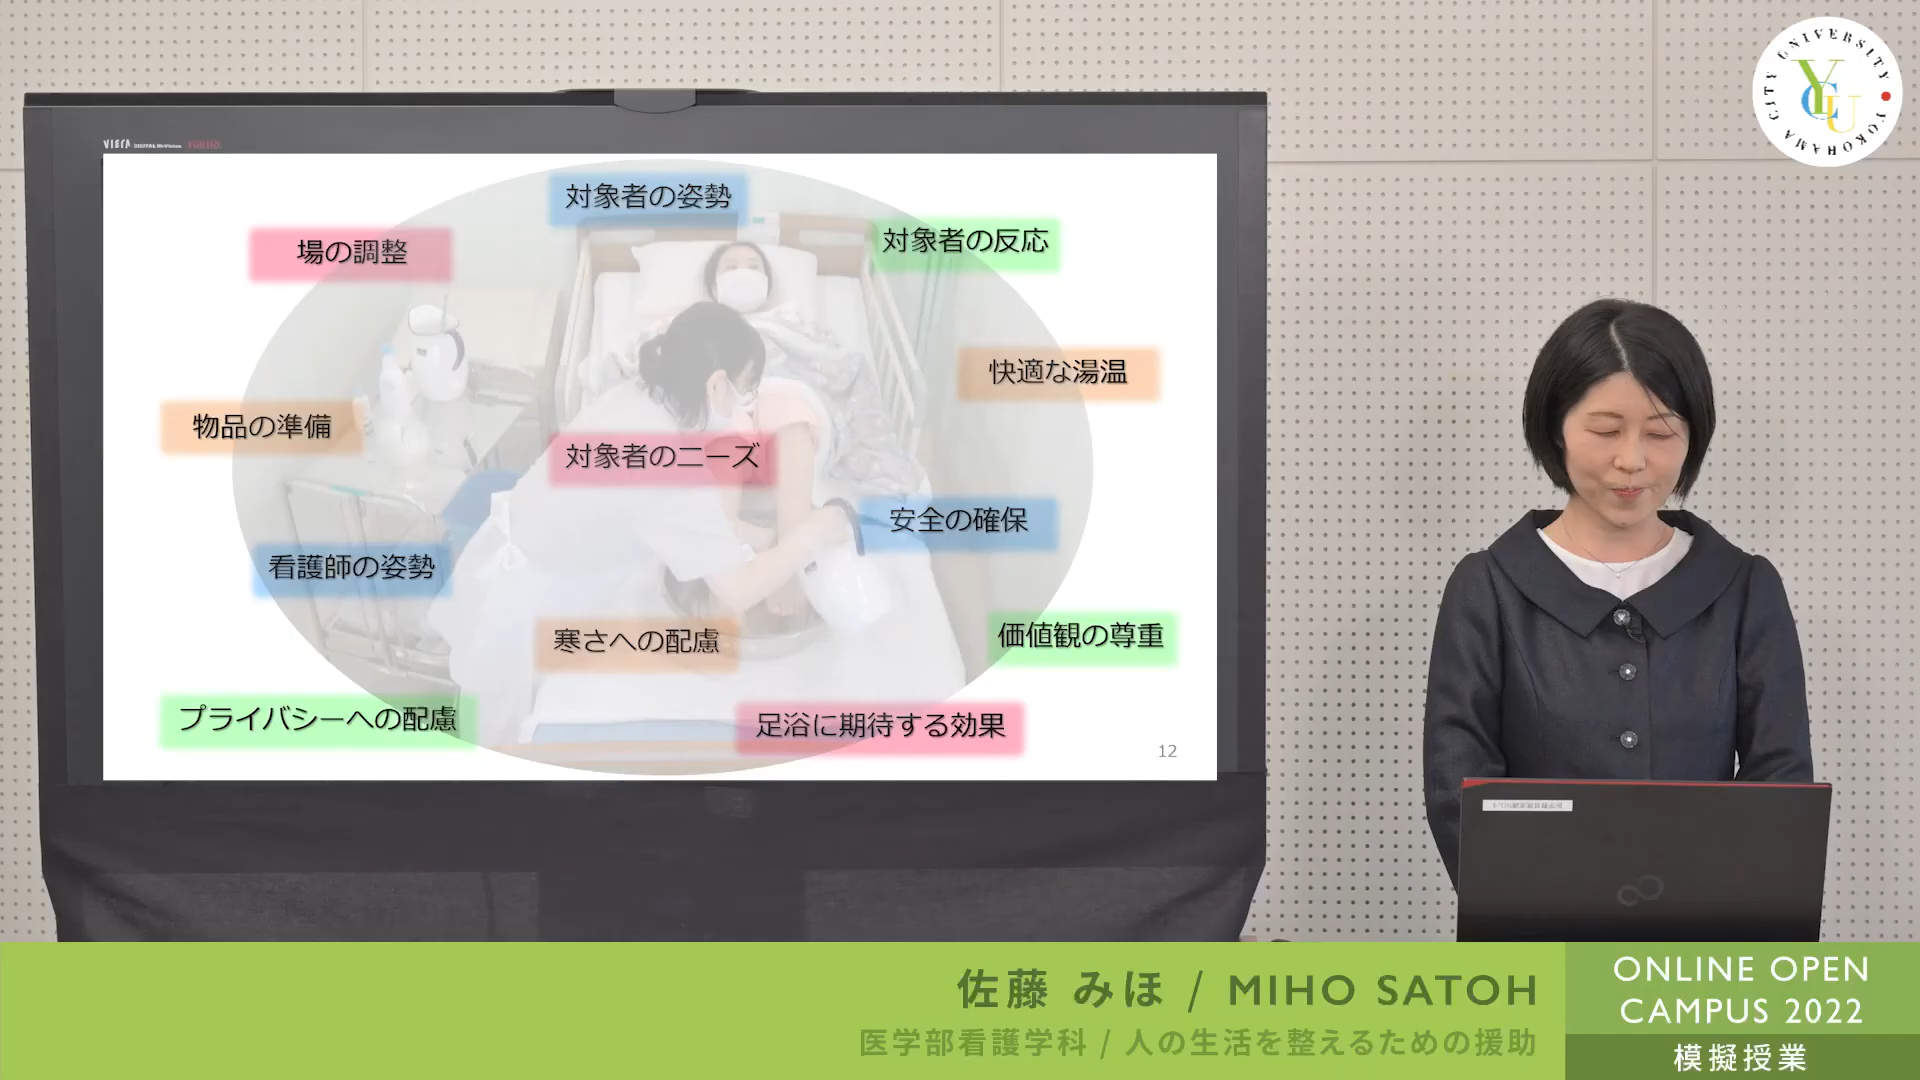 YOKOHAMA CITY UNIVERSITY
YCU
VIERA
対象者の姿勢
対象者の反応
場の調整
快適な湯温
物品の準備
対象者のニーズ
安全の確保
看護師の姿勢
寒さへの配慮
価値観の尊重
プライバシーへの配慮
足浴に期待する効果
12
佐藤 みほ / MIHO SATOH
医学部看護学科 / 人の生活を整えるための援助
ONLINE OPEN
CAMPUS 2022
模擬授業